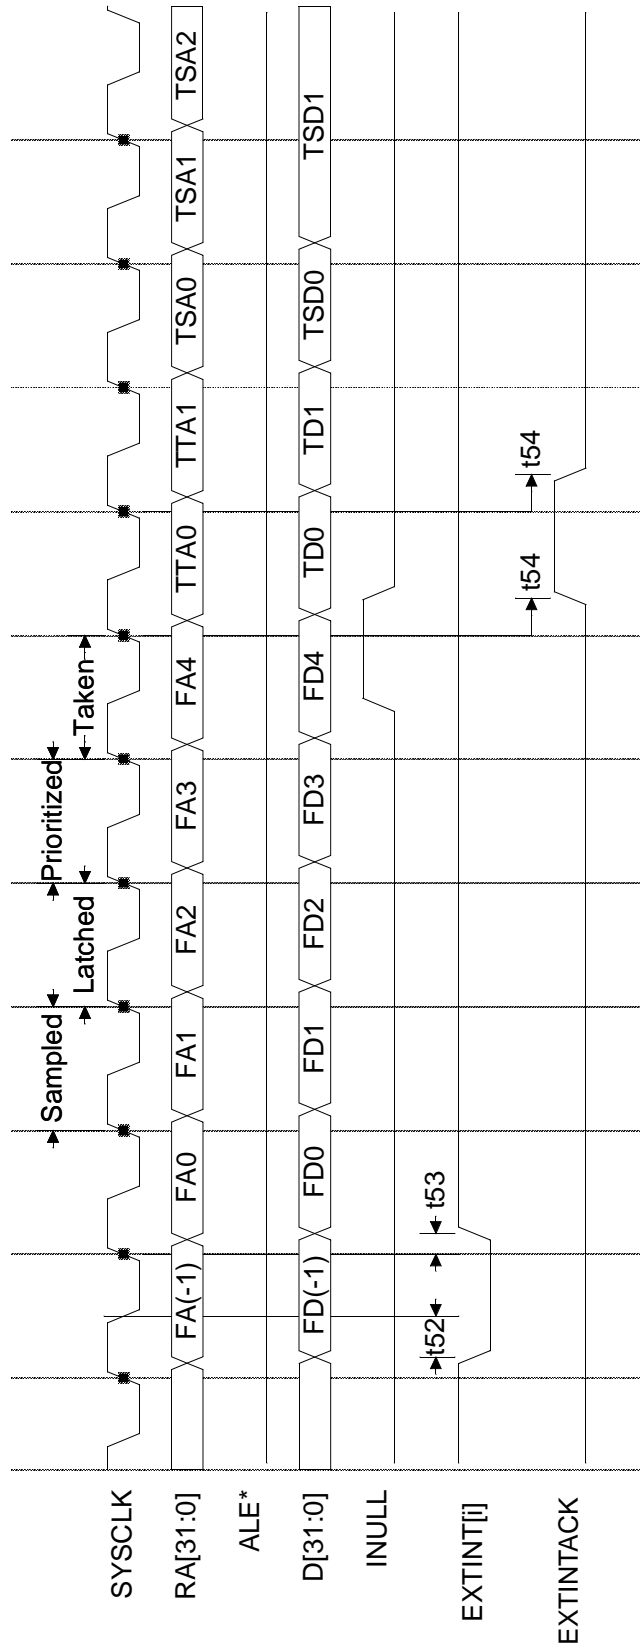 Sampled Prioritized
Latched Taken
SYSCLK
RA[31:0] FA(-1) FA0 FA1 FA2 FA3 FA4 TTA0 TTA1 TSA0 TSA1 TSA2
ALE*
D[31:0] FD(-1) FD0 FD1 FD2 FD3 FD4 TD0 TD1 TSD0 TSD1
INULL
t52 t53
EXTINT[i]
t54 t54
EXTINTACK